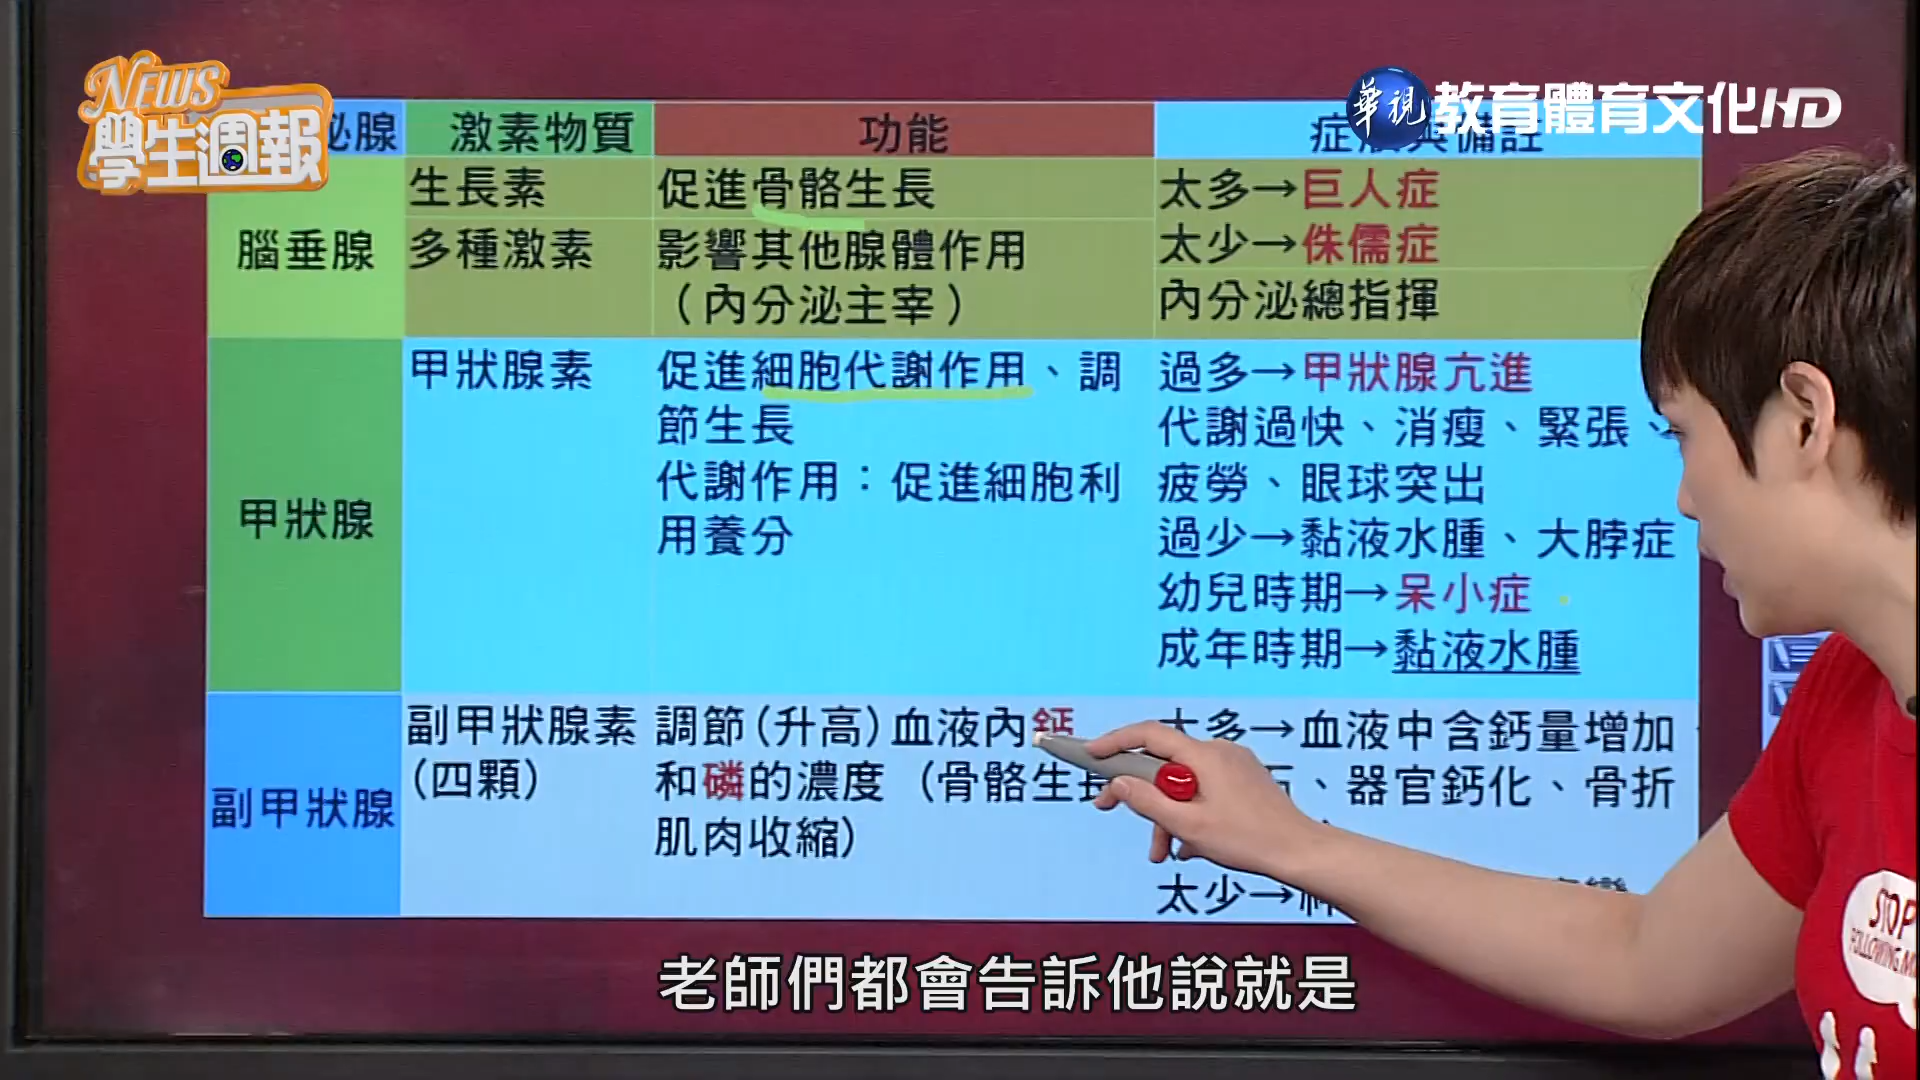 NEWS
學生週報
華視 教育體育文化HD
泌腺 激素物質 功能
腦垂腺
生長素
促進骨骼生長
太多→巨人症
多種激素
影響其他腺體作用
(內分泌主宰)
太少→侏儒症
內分泌總指揮
甲狀腺
甲狀腺素
促進細胞代謝作用、調
節生長
代謝作用：促進細胞利
用養分
過多→甲狀腺亢進
代謝過快、消瘦、緊張、
疲勞、眼球突出
過少→黏液水腫、大脖症
幼兒時期→呆小症
成年時期→黏液水腫
副甲狀腺
副甲狀腺素
(四顆)
調節(升高)血液內鈣
和磷的濃度 (骨骼生長
肌肉收縮)
太多→血液中含鈣量增加
、器官鈣化、骨折
太少→
STOP
FOLLOWING
老師們都會告訴他說就是